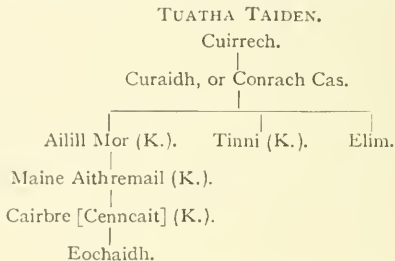 TUATHA TAIDEN.
Cuirrech.
Curaidh, or Conrach Cas.
Ailill Mor (K.). Tinni (K.). Elim.
Maine Aithremail (K.).
Cairbre [Cenncait] (K.).
Eochaidh.